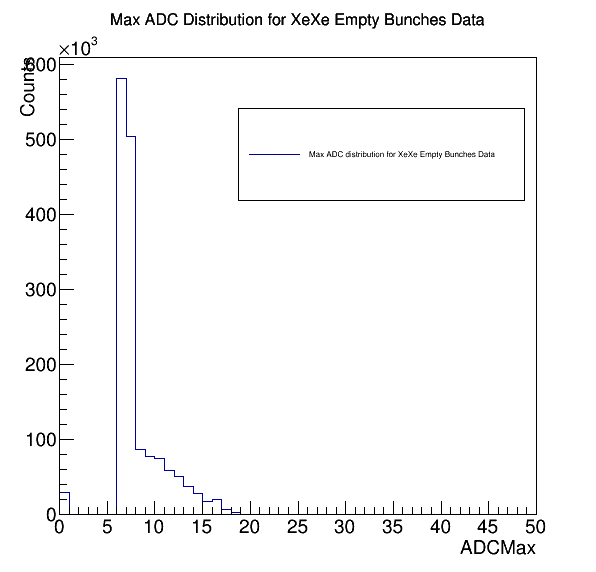 Max ADC Distribution for XeXe Empty Bunches Data
×10³
Counts
600
500
400
300
200
100
0
Max ADC distribution for XeXe Empty Bunches Data
0 5 10 15 20 25 30 35 40 45 50
ADCMax